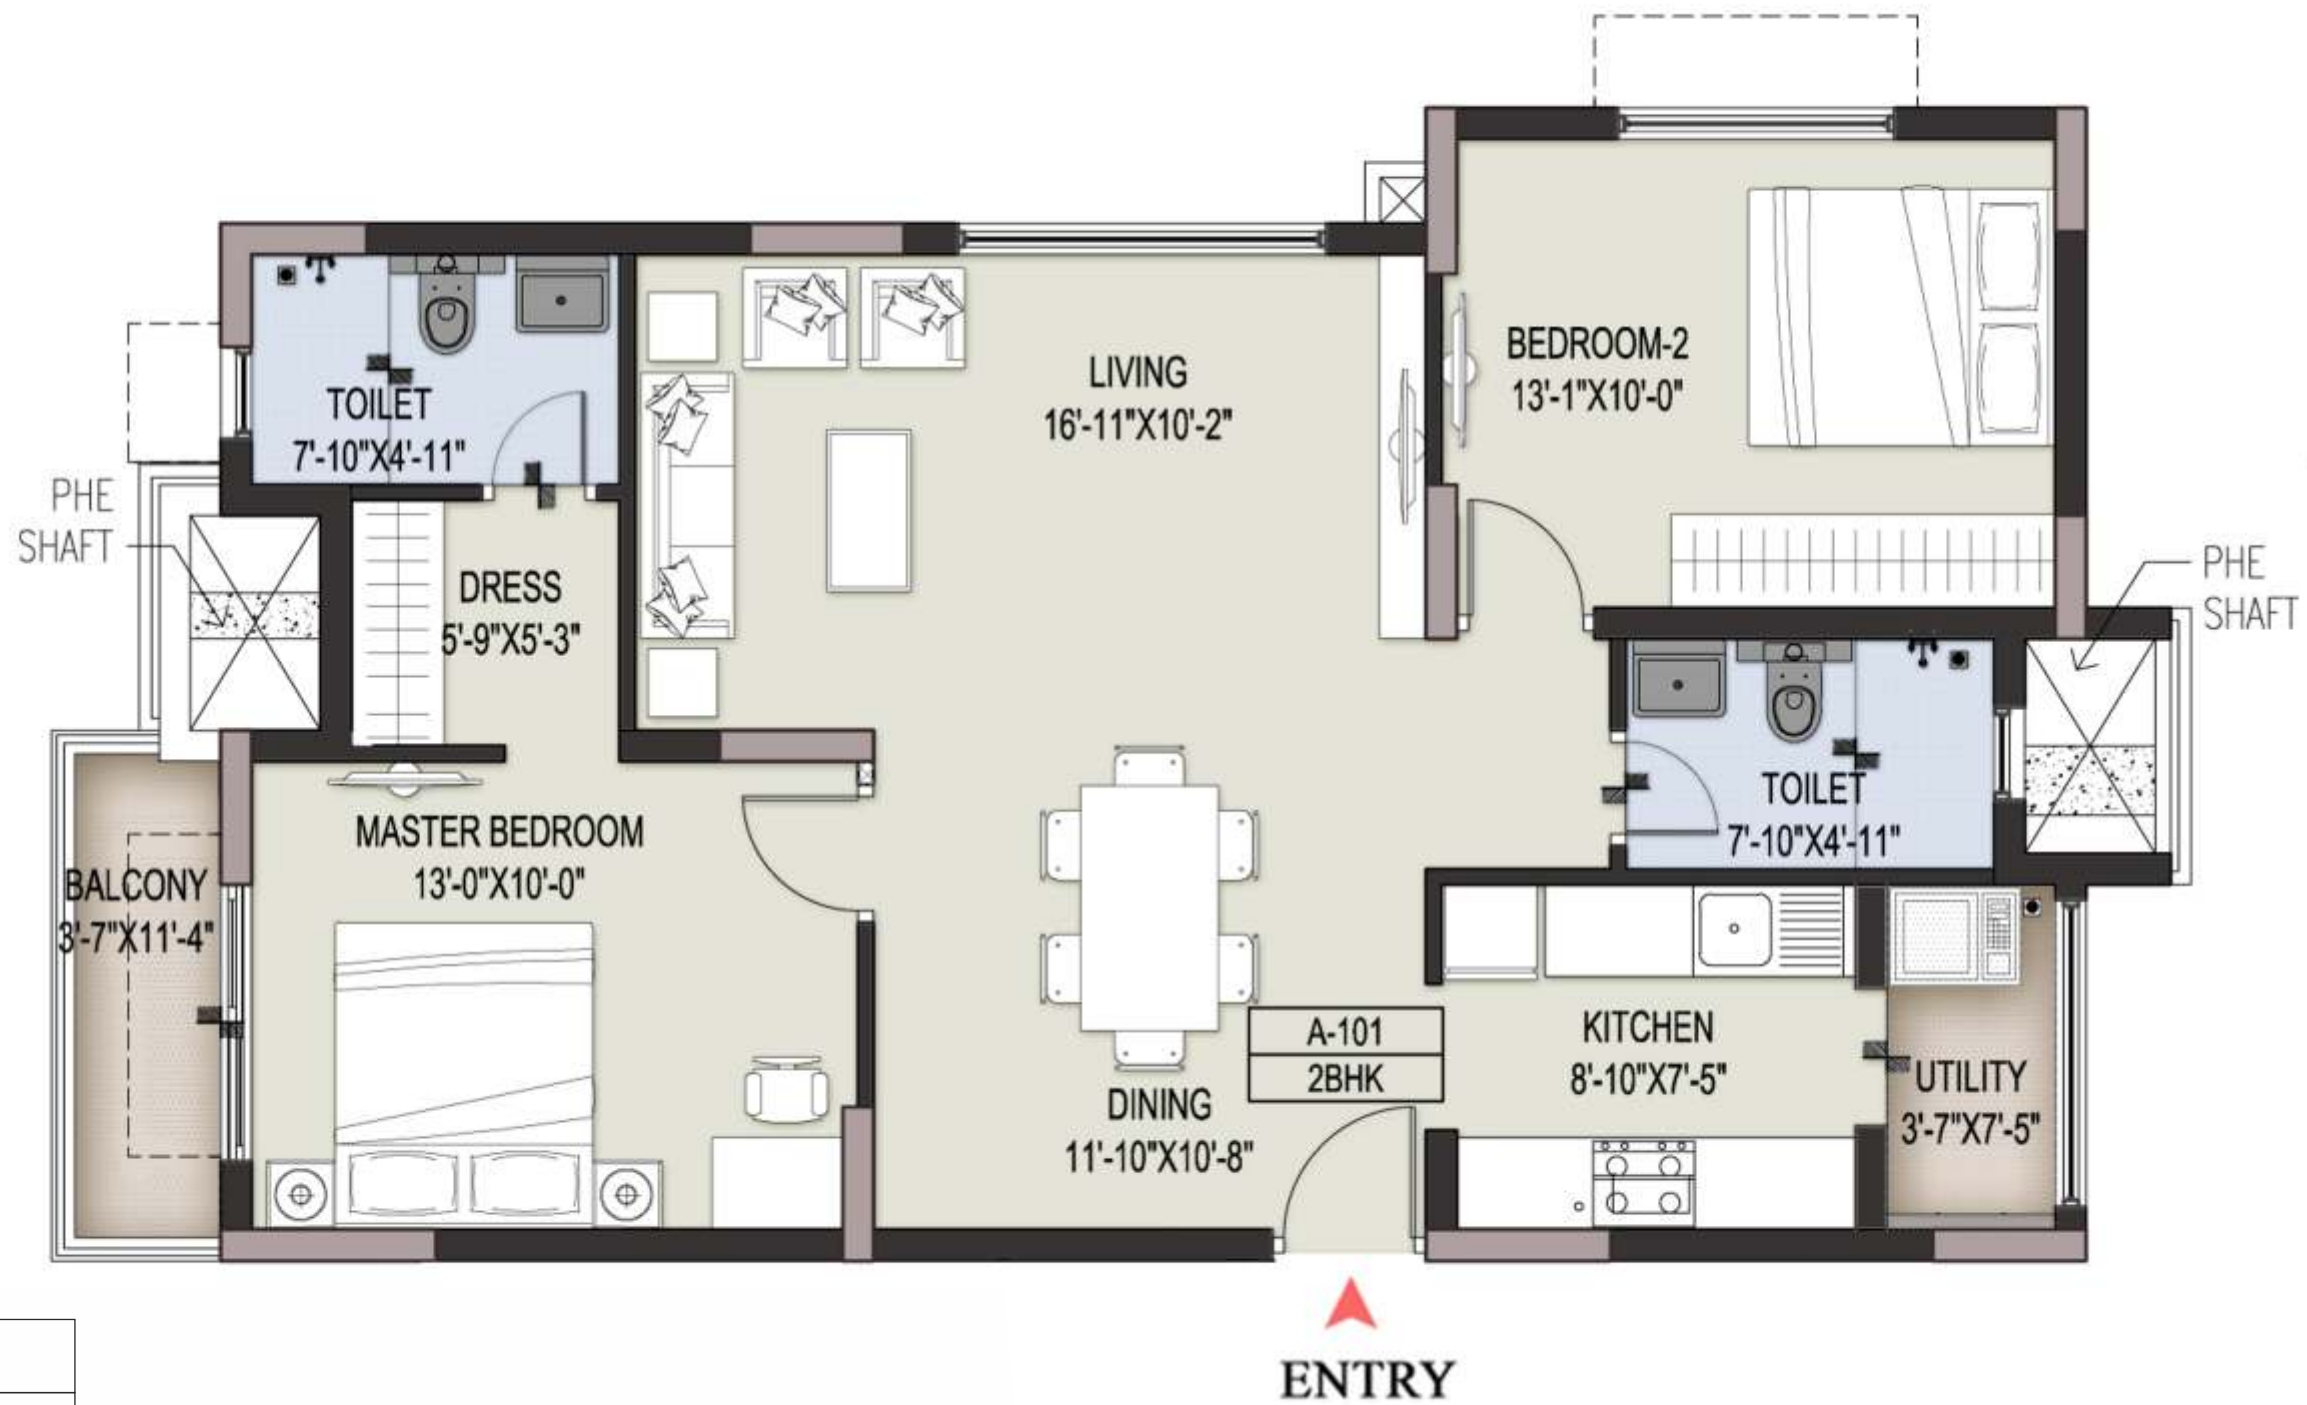 BEDROOM-2
13'-1"X10'-0"
LIVING
16'-11"X10'-2"
TOILET
7'-10"X4'-11"
PHE
SHAFT
DRESS
5'-9"X5'-3"
PHE
SHAFT
TOILET
7'-10"X4'-11"
MASTER BEDROOM
13'-0"X10'-0"
BALCONY
3'-7"X11'-4"
A-101
2BHK
KITCHEN
8'-10"X7'-5"
UTILITY
3'-7"X7'-5"
DINING
11'-10"X10'-8"
ENTRY